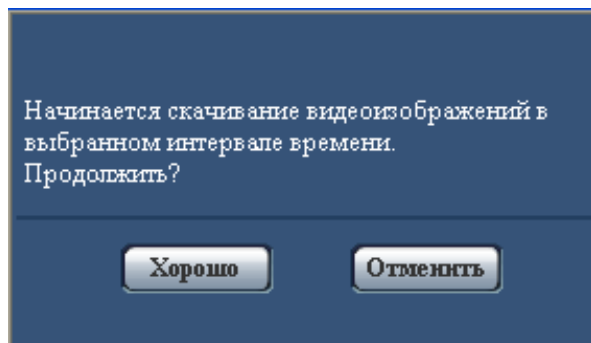 Начинается скачивание видеоизображений в
выбранном интервале времени.
Продолжить?
Хорошо Отменить